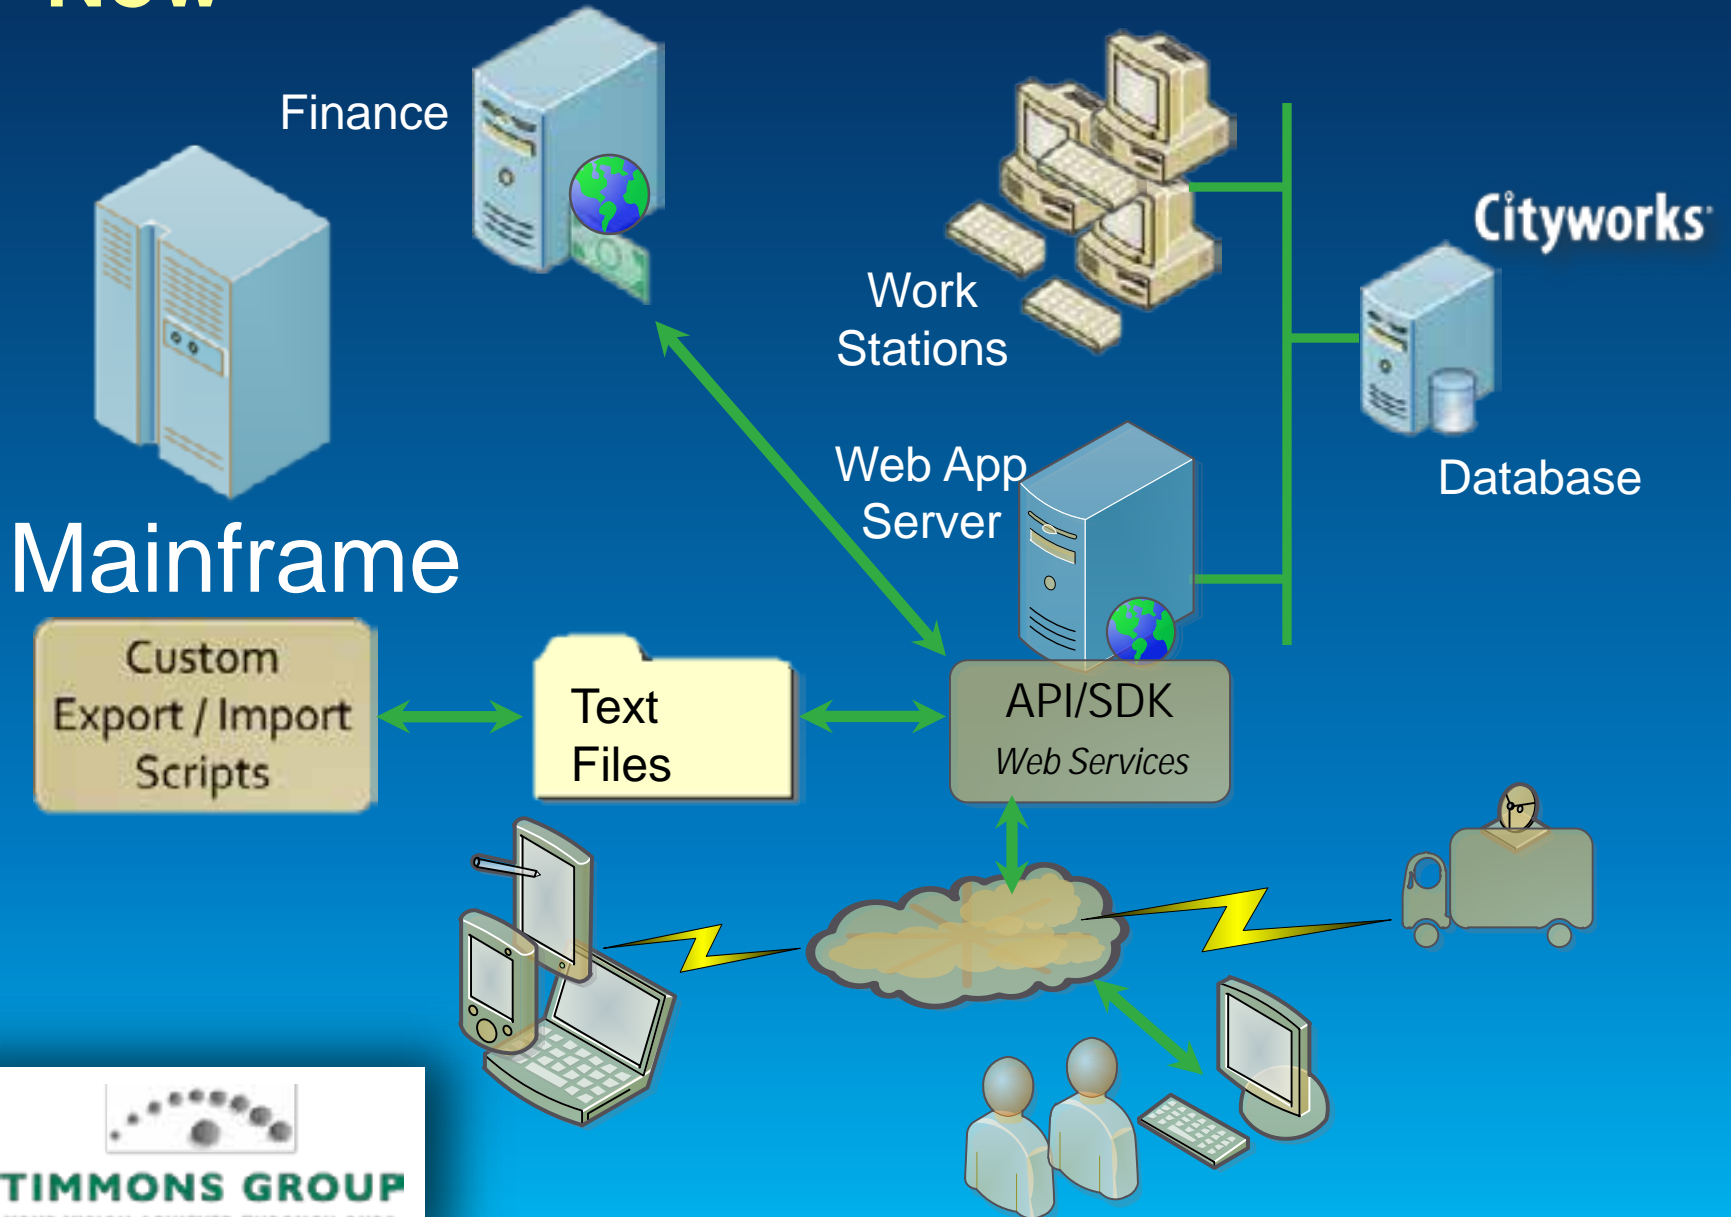 Now
Finance
Cityworks
Work
Stations
Web App
Server
Database
Mainframe
Custom
Export / Import
Scripts
Text
Files
API/SDK
Web Services
TIMMONS GROUP